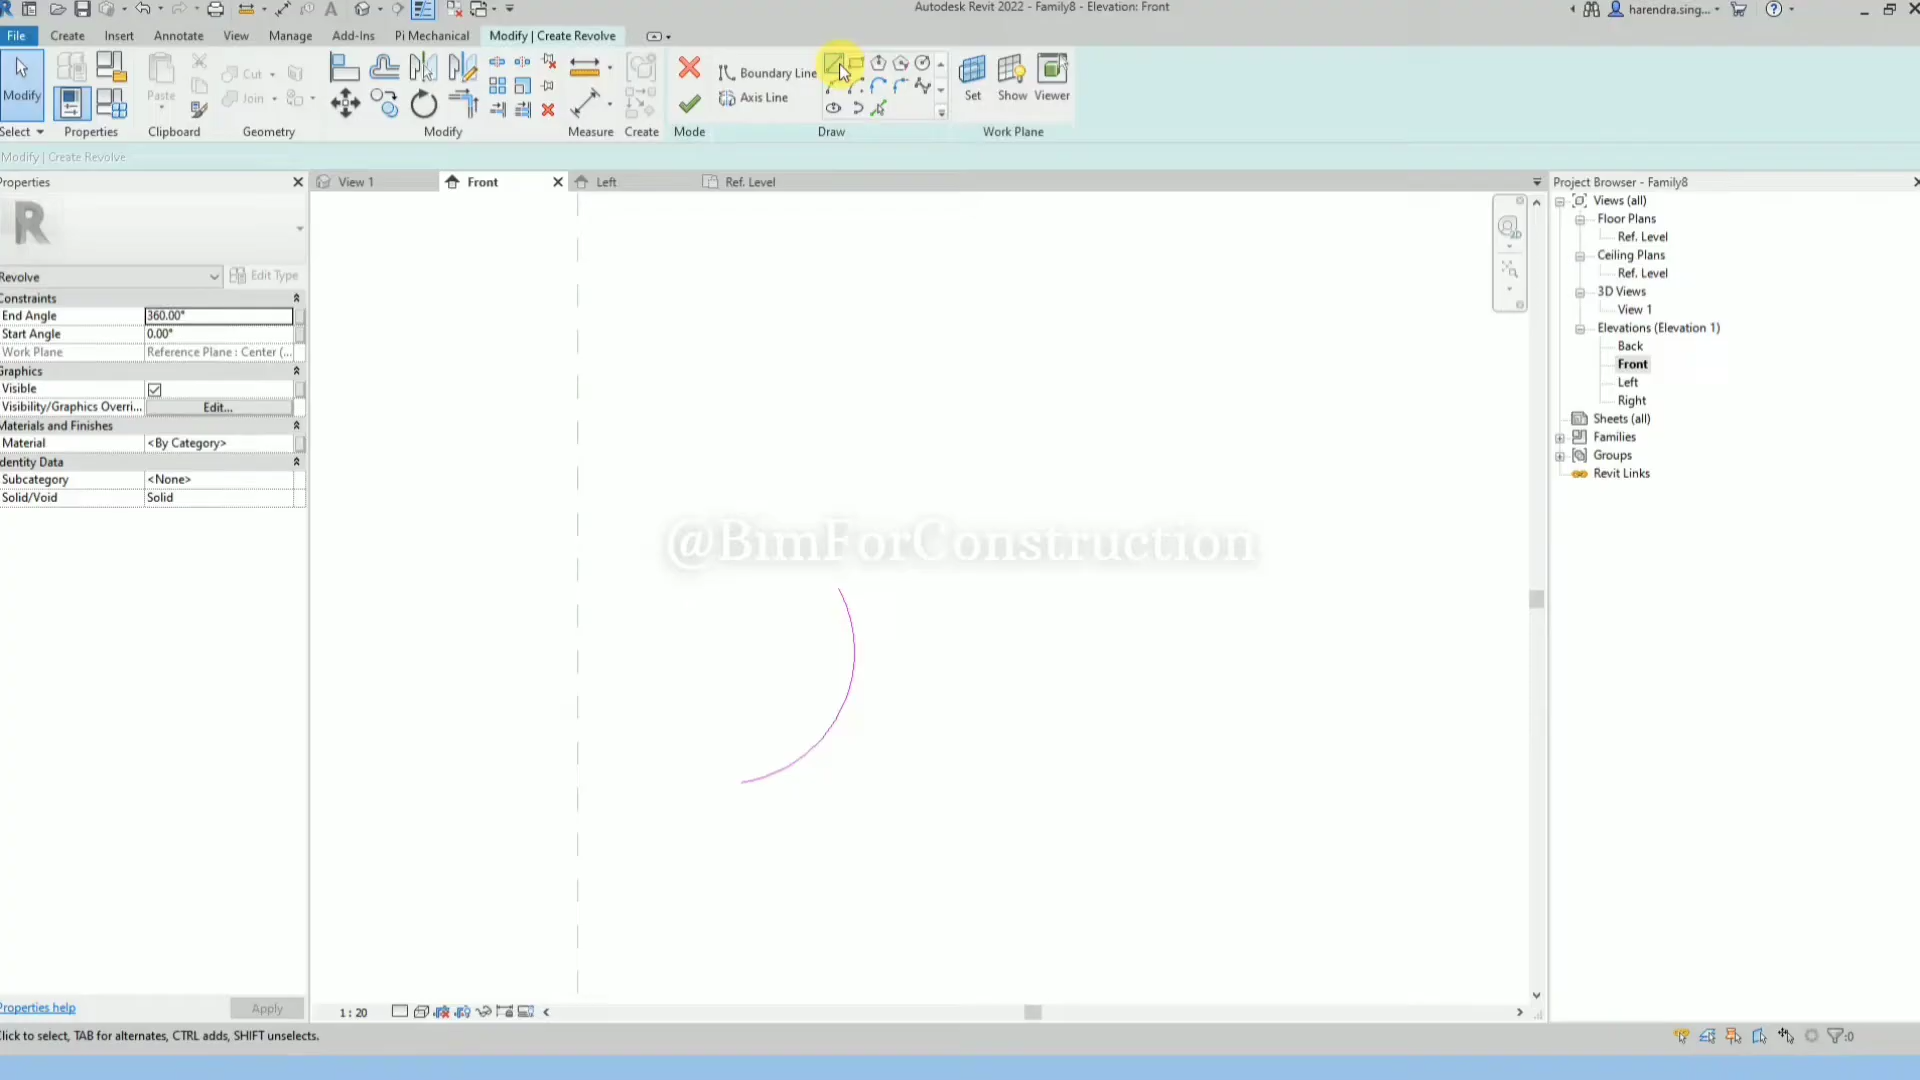 Autodesk Revit 2022 - Family8 - Elevation: Front
harendra.sing...
File Create Insert Annotate View Manage Add-Ins Pi Mechanical Modify | Create Revolve
Modify
Paste
Cut
Join
Boundary Line
Axis Line
Set Show Viewer
Select Properties Clipboard Geometry Modify Measure Create Mode Draw Work Plane
Modify | Create Revolve
Properties
View 1
Front
Left
Ref. Level
Project Browser - Family8
Revolve
Edit Type
Constraints
End Angle 360.00°
Start Angle 0.00°
Work Plane Reference Plane : Center (...
Graphics
Visible
Visibility/Graphics Overri... Edit...
Materials and Finishes
Material <By Category>
Identity Data
Subcategory <None>
Solid/Void Solid
Properties help
Apply
2D
Views (all)
Floor Plans
Ref. Level
Ceiling Plans
Ref. Level
3D Views
View 1
Elevations (Elevation 1)
Back
Front
Left
Right
Sheets (all)
Families
Groups
Revit Links
@BimForConstruction
1 : 20
Click to select, TAB for alternates, CTRL adds, SHIFT unselects.
:0